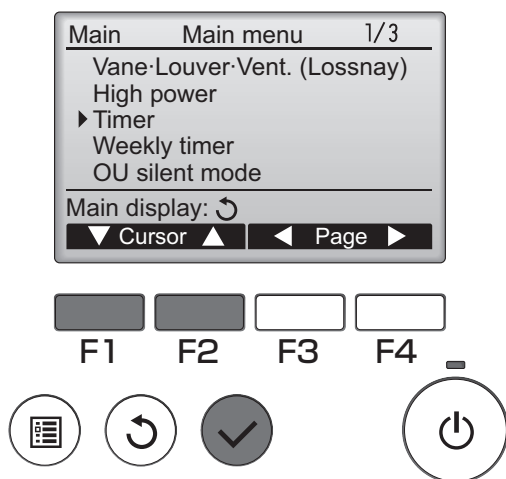 Main Main menu 1/3
Vane·Louver·Vent. (Lossnay)
High power
Timer
Weekly timer
OU silent mode
Main display:
Cursor Page
F1 F2 F3 F4